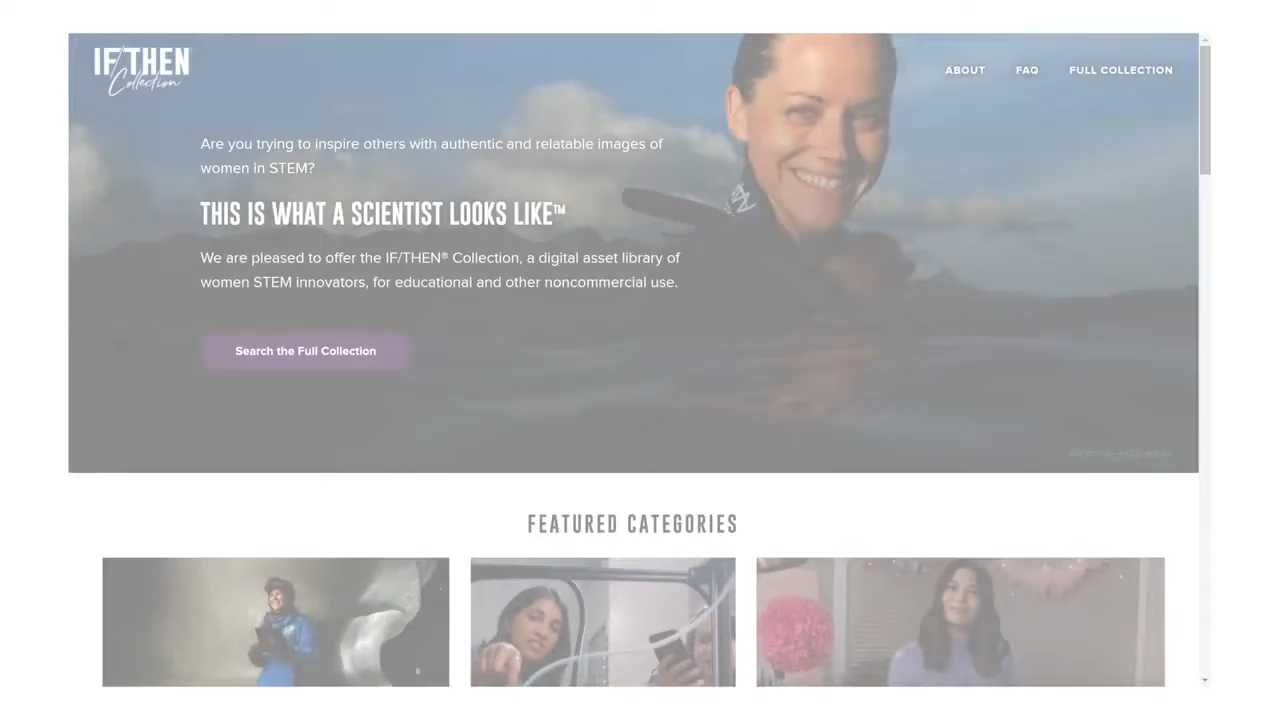 IF/THEN
Collection
ABOUT
FAQ
FULL COLLECTION
Are you trying to inspire others with authentic and relatable images of
women in STEM?
THIS IS WHAT A SCIENTIST LOOKS LIKE™
We are pleased to offer the IF/THEN® Collection, a digital asset library of
women STEM innovators, for educational and other noncommercial use.
Search the Full Collection
FEATURED CATEGORIES